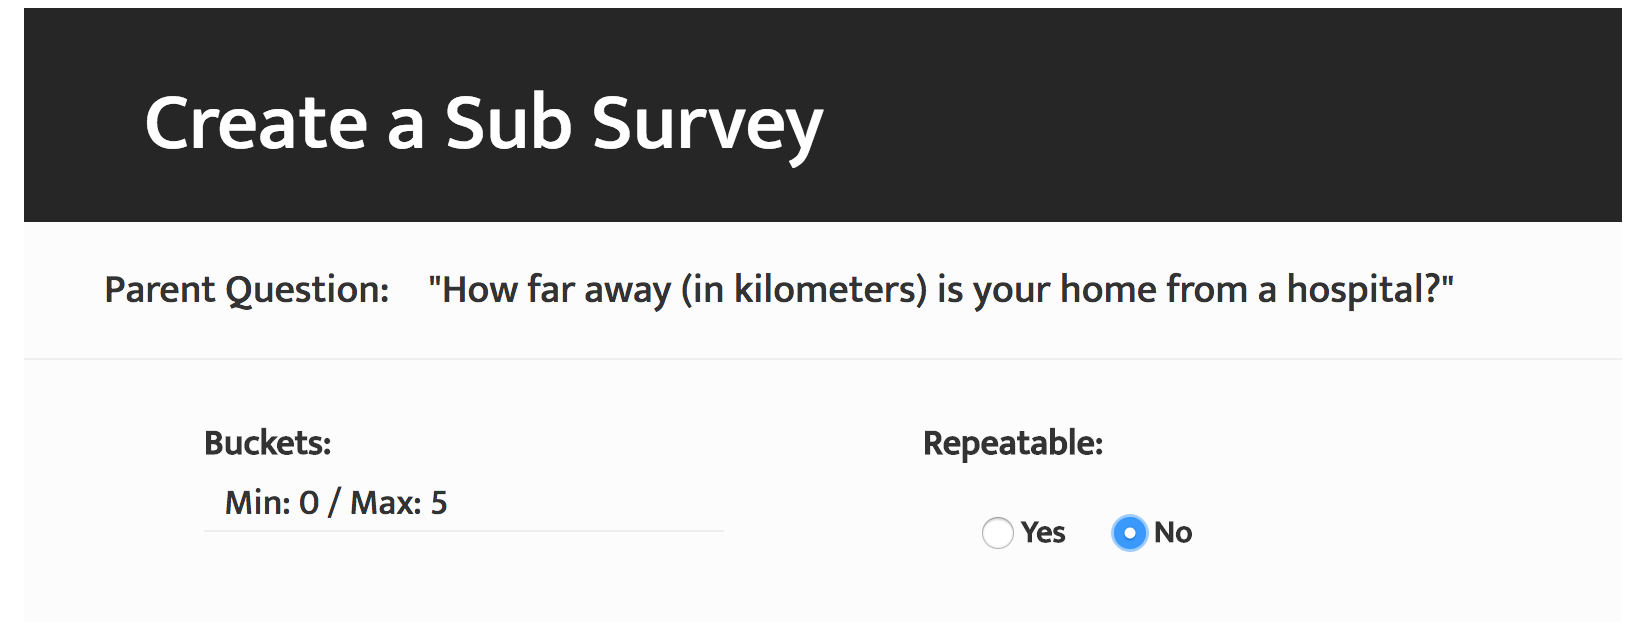 Create a Sub Survey
Parent Question: "How far away (in kilometers) is your home from a hospital?"
Buckets:
Min: 0 / Max: 5
Repeatable:
Yes No